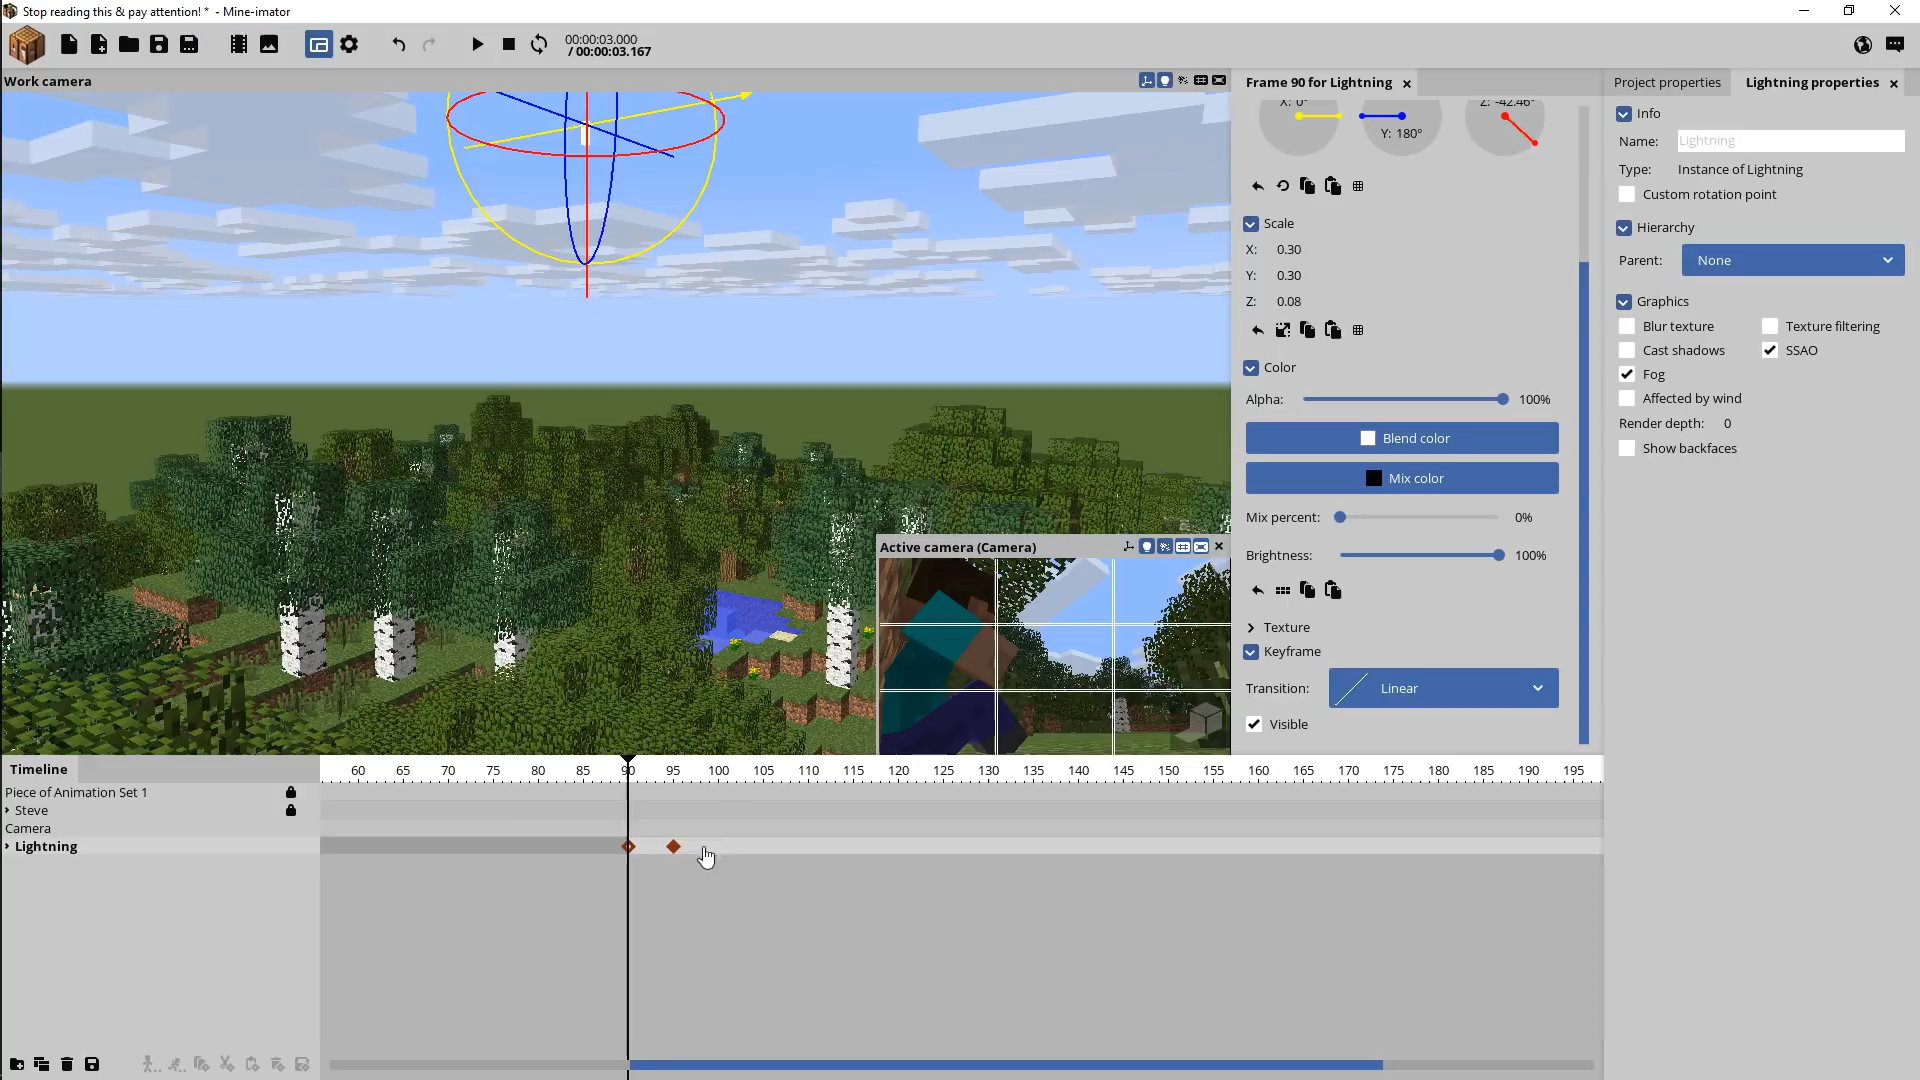 Stop reading this & pay attention! * - Mine-imator
00:00:03.000
/ 00:00:03.167
Work camera
Frame 90 for Lightning
Project properties
Lightning properties
X: 0°
Y: 180°
Z: -42.46°
Scale
X: 0.30
Y: 0.30
Z: 0.08
Color
Alpha: 100%
Blend color
Mix color
Mix percent: 0%
Brightness: 100%
Texture
Keyframe
Transition: Linear
Visible
Info
Name: Lightning
Type: Instance of Lightning
Custom rotation point
Hierarchy
Parent: None
Graphics
Blur texture Texture filtering
Cast shadows SSAO
Fog
Affected by wind
Render depth: 0
Show backfaces
Active camera (Camera)
Timeline
60 65 70 75 80 85 90 95 100 105 110 115 120 125 130 135 140 145 150 155 160 165 170 175 180 185 190 195
Piece of Animation Set 1
Steve
Camera
Lightning